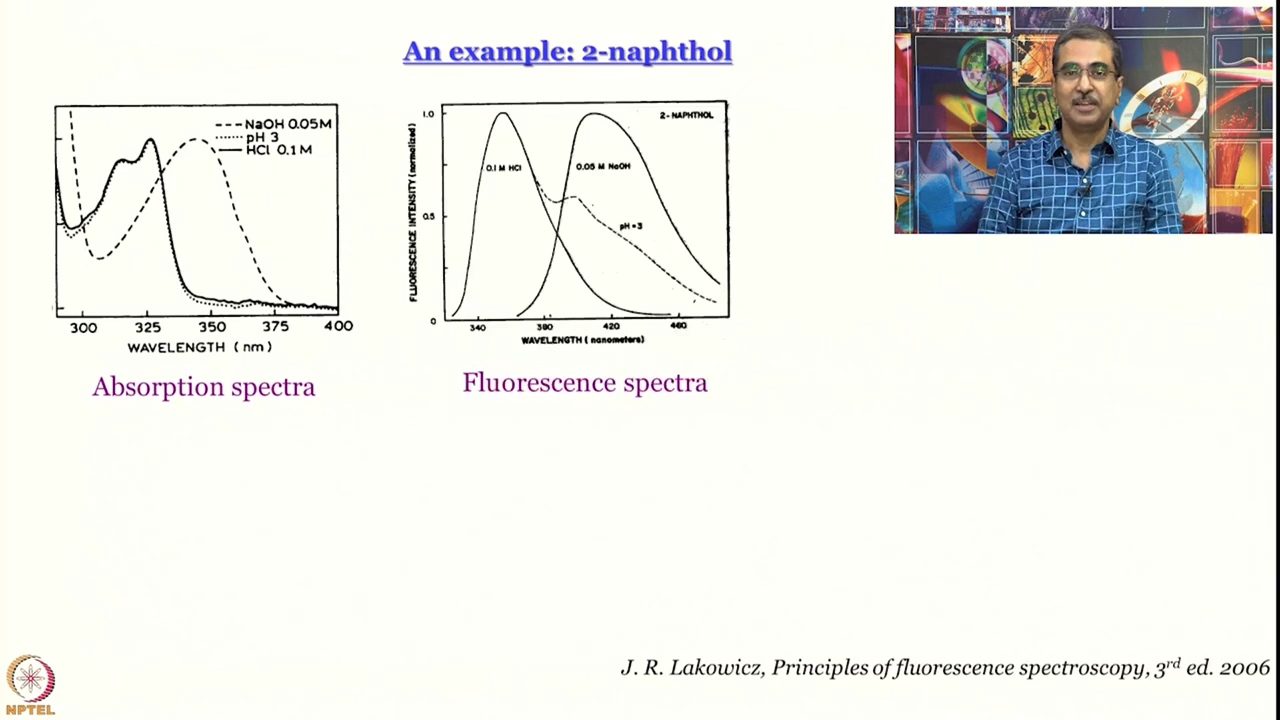 An example: 2-naphthol
NaOH 0.05M
pH 3
HCl 0.1 M
300 325 350 375 400
WAVELENGTH ( nm )
Absorption spectra
1.0
0.5
0
FLUORESCENCE INTENSITY (normalized)
2-NAPHTHOL
0.1 M HCl
0.05 M NaOH
pH = 3
340 380 420 460
WAVELENGTH ( nanometers)
Fluorescence spectra
J. R. Lakowicz, Principles of fluorescence spectroscopy, 3rd ed. 2006
NPTEL